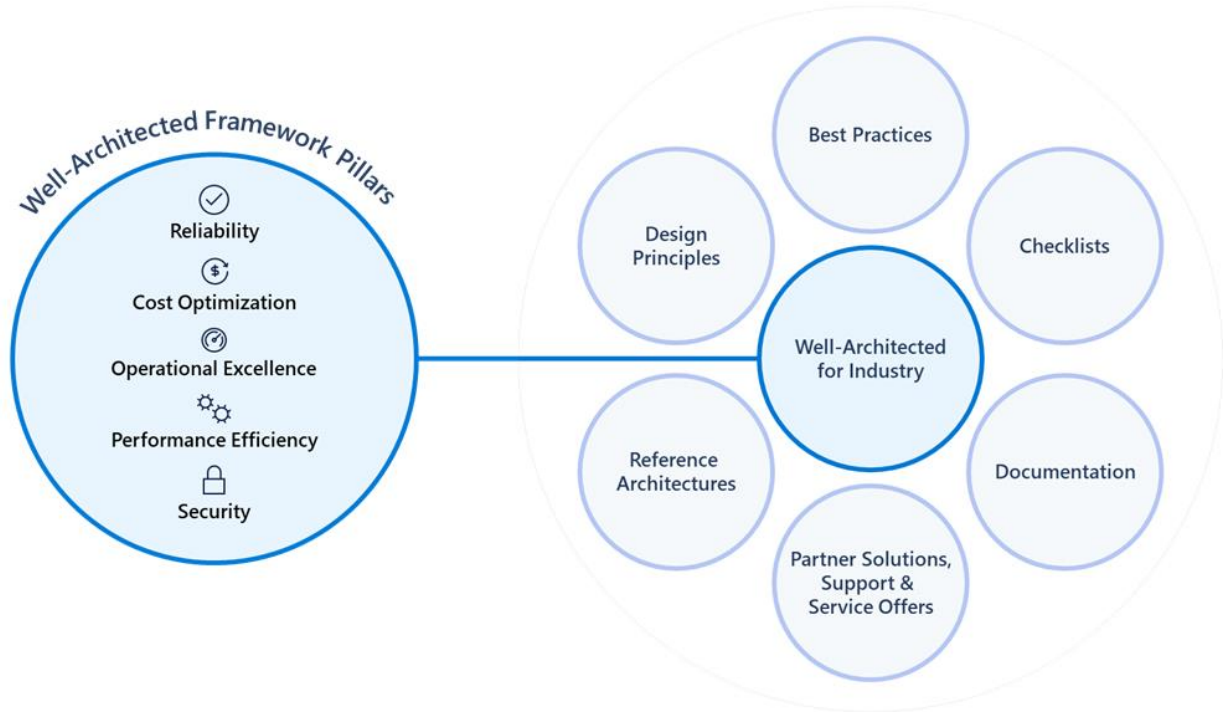 Well-Architected Framework Pillars
Reliability
$
Cost Optimization
Operational Excellence
Performance Efficiency
Security
Best Practices
Design
Principles
Checklists
Well-Architected
for Industry
Reference
Architectures
Documentation
Partner Solutions,
Support &
Service Offers